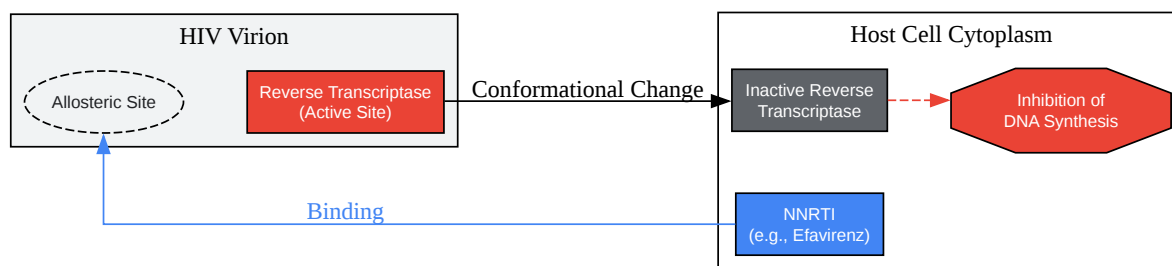 HIV Virion
Allosteric Site
Reverse Transcriptase
(Active Site)
Conformational Change
Host Cell Cytoplasm
Inactive Reverse
Transcriptase
Inhibition of
DNA Synthesis
Binding
NNRTI
(e.g., Efavirenz)